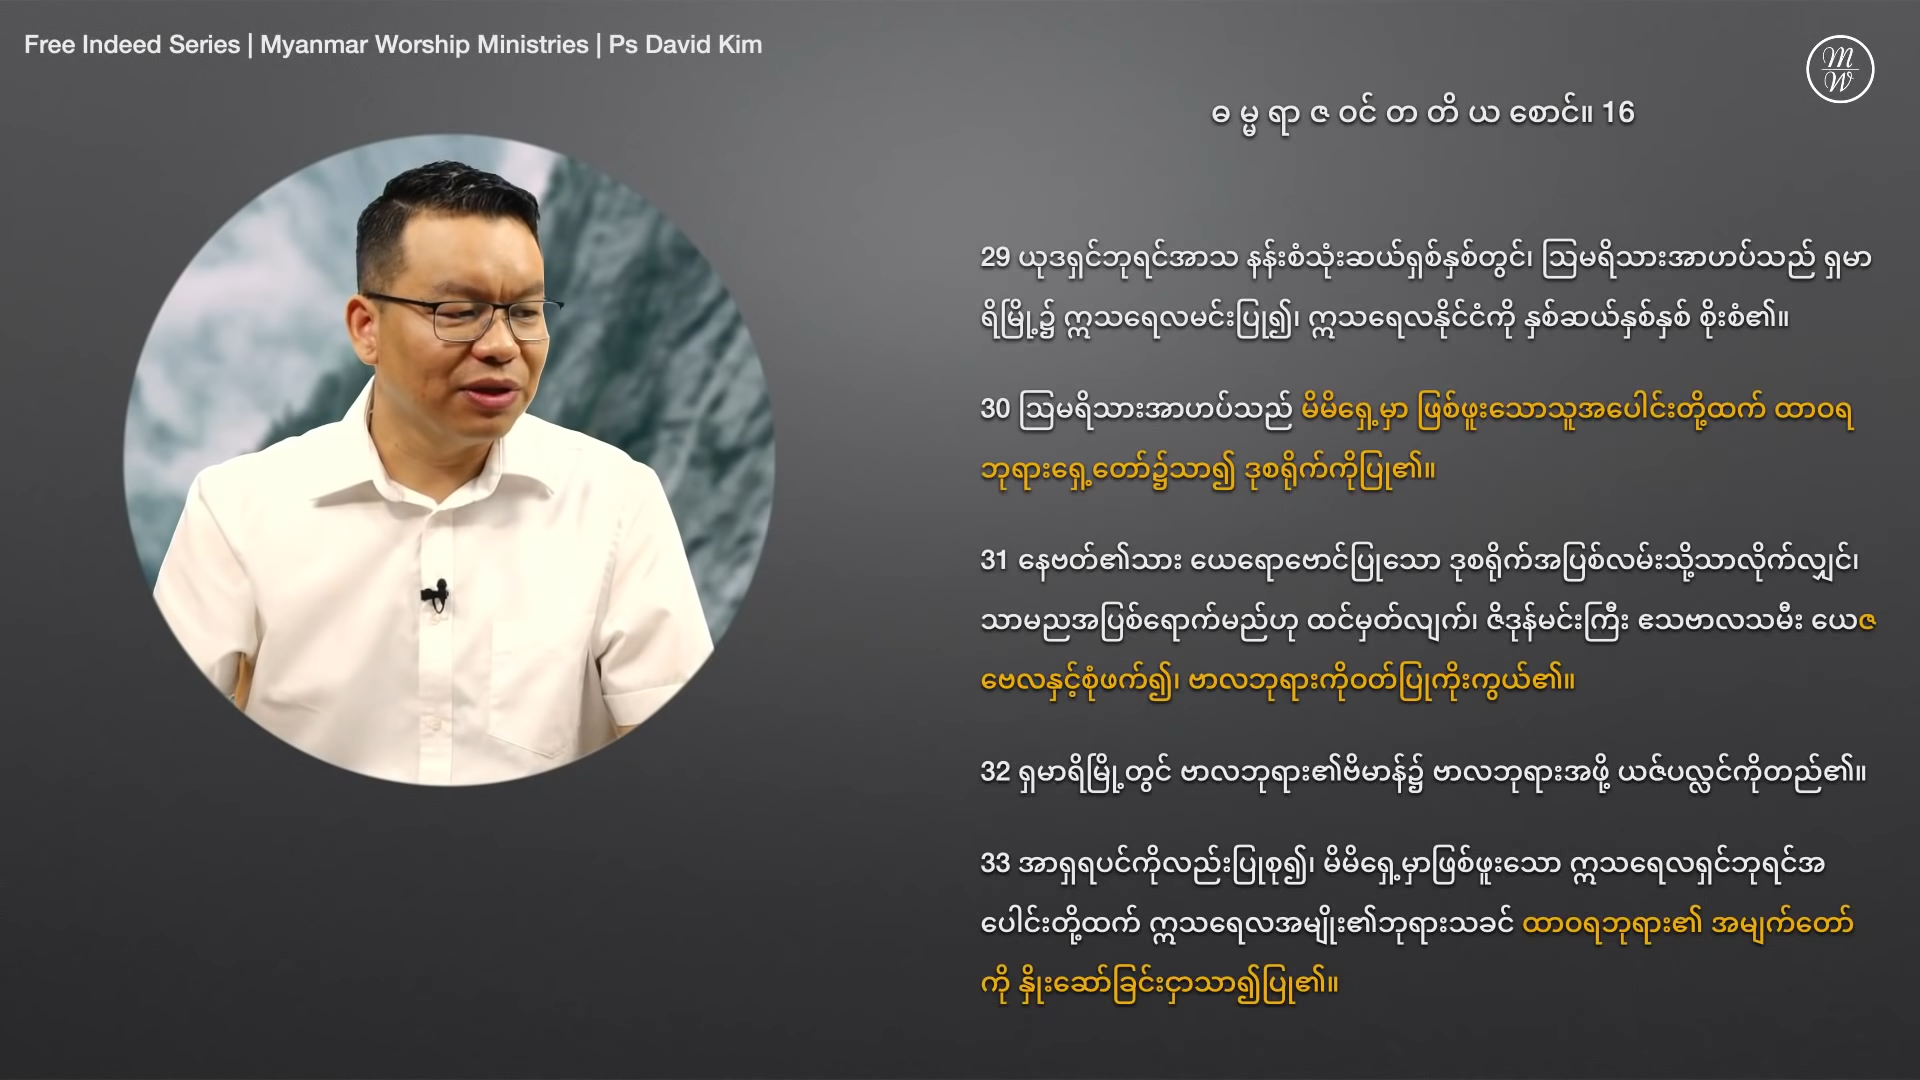 Free Indeed Series | Myanmar Worship Ministries | Ps David Kim
M
W
ဓ မ္မ ရာ ဇ ဝင် တ တိ ယ စောင်။ 16
29 ယုဒရှင်ဘုရင်အာသ နန်းစံသုံးဆယ်ရှစ်နှစ်တွင်၊ ဩမရိသားအာဟပ်သည် ရှမာ
ရိမြို့၌ ဣသရေလမင်းပြု၍၊ ဣသရေလနိုင်ငံကို နှစ်ဆယ်နှစ်နှစ် စိုးစံ၏။
30 ဩမရိသားအာဟပ်သည် မိမိရှေ့မှာ ဖြစ်ဖူးသောသူအပေါင်းတို့ထက် ထာဝရ
ဘုရားရှေ့တော်၌သာ၍ ဒုစရိုက်ကိုပြု၏။
31 နေဗတ်၏သား ယေရောဗောင်ပြုသော ဒုစရိုက်အပြစ်လမ်းသို့သာလိုက်လျှင်၊
သာမညအပြစ်ရောက်မည်ဟု ထင်မှတ်လျက်၊ ဇိဒုန်မင်းကြီး ဧသဗာလသမီး ယေဇ
ဗေလနှင့်စုံဖက်၍၊ ဗာလဘုရားကိုဝတ်ပြုကိုးကွယ်၏။
32 ရှမာရိမြို့တွင် ဗာလဘုရား၏ဗိမာန်၌ ဗာလဘုရားအဖို့ ယဇ်ပလ္လင်ကိုတည်၏။
33 အာရှရပင်ကိုလည်းပြုစု၍၊ မိမိရှေ့မှာဖြစ်ဖူးသော ဣသရေလရှင်ဘုရင်အ
ပေါင်းတို့ထက် ဣသရေလအမျိုး၏ဘုရားသခင် ထာဝရဘုရား၏ အမျက်တော်
ကို နှိုးဆော်ခြင်းငှာသာ၍ပြု၏။